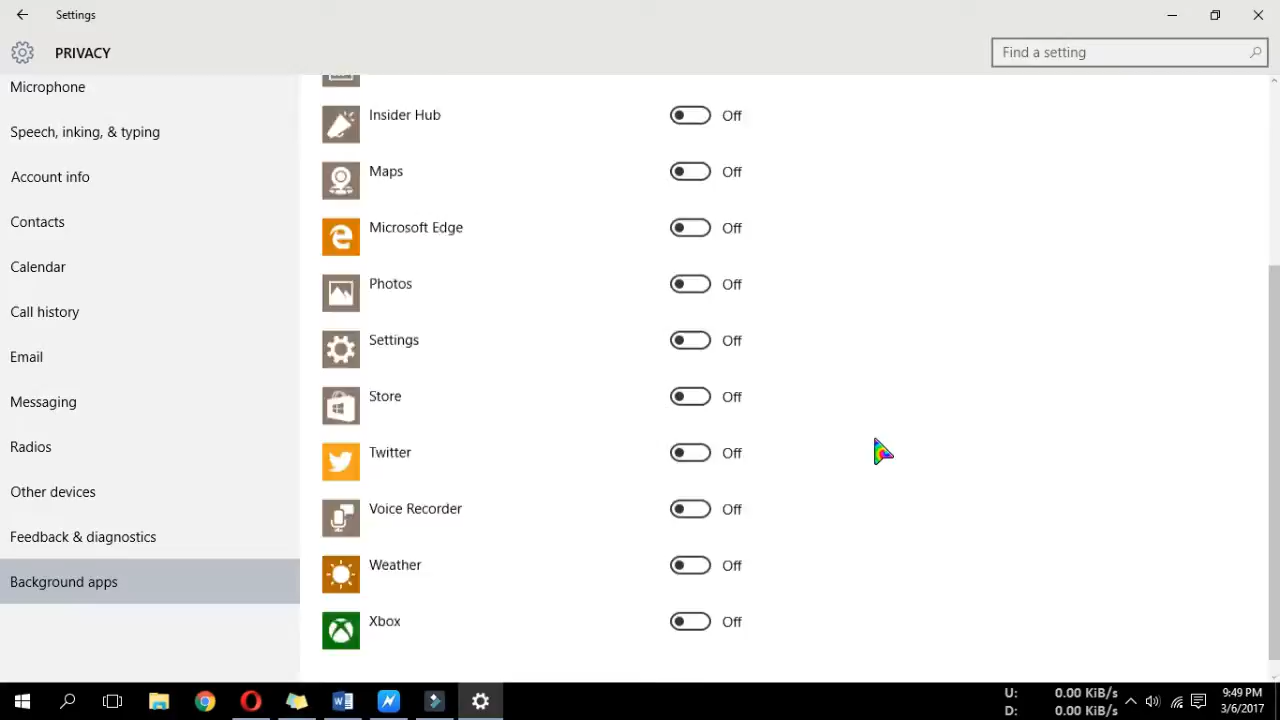 Settings
PRIVACY
Find a setting
Microphone
Speech, inking, & typing
Account info
Contacts
Calendar
Call history
Email
Messaging
Radios
Other devices
Feedback & diagnostics
Background apps
Insider Hub Off
Maps Off
Microsoft Edge Off
Photos Off
Settings Off
Store Off
Twitter Off
Voice Recorder Off
Weather Off
Xbox Off
U: 0.00 KiB/s
D: 0.00 KiB/s
9:49 PM
3/6/2017